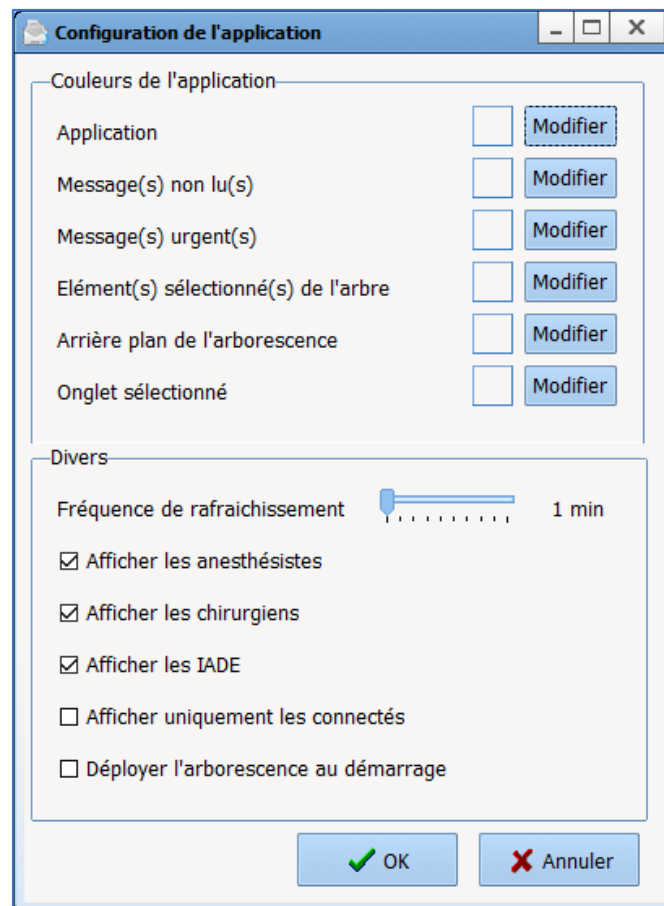 Configuration de l'application
Couleurs de l'application
Application Modifier
Message(s) non lu(s) Modifier
Message(s) urgent(s) Modifier
Elément(s) sélectionné(s) de l'arbre Modifier
Arrière plan de l'arborescence Modifier
Onglet sélectionné Modifier
Divers
Fréquence de rafraichissement 1 min
Afficher les anesthésistes
Afficher les chirurgiens
Afficher les IADE
Afficher uniquement les connectés
Déployer l'arborescence au démarrage
OK Annuler